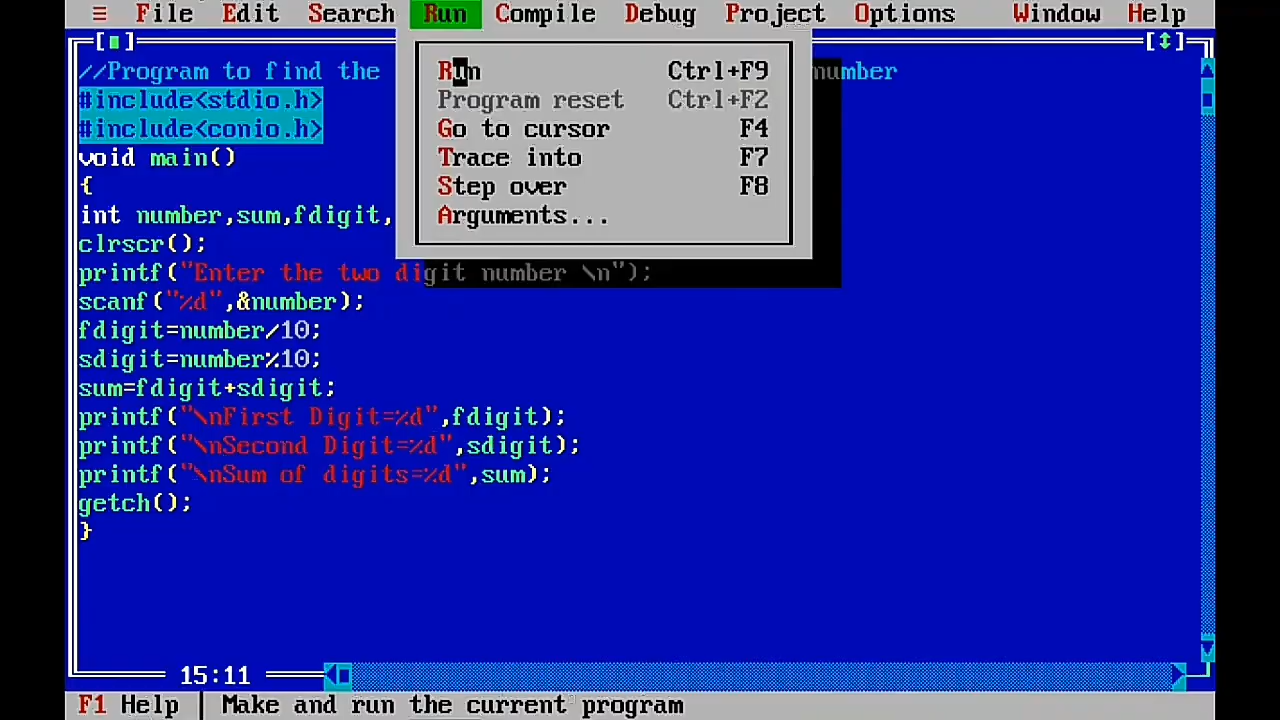 ≡ File Edit Search Run Compile Debug Project Options Window Help
//Program to find the number
#include<stdio.h>
#include<conio.h>
void main()
{
int number,sum,fdigit,
clrscr();
printf("Enter the two digit number \n");
scanf("%d",&number);
fdigit=number/10;
sdigit=number%10;
sum=fdigit+sdigit;
printf("\nFirst Digit=%d",fdigit);
printf("\nSecond Digit=%d",sdigit);
printf("\nSum of digits=%d",sum);
getch();
}
Run Ctrl+F9
Program reset Ctrl+F2
Go to cursor F4
Trace into F7
Step over F8
Arguments...
15:11
F1 Help | Make and run the current program